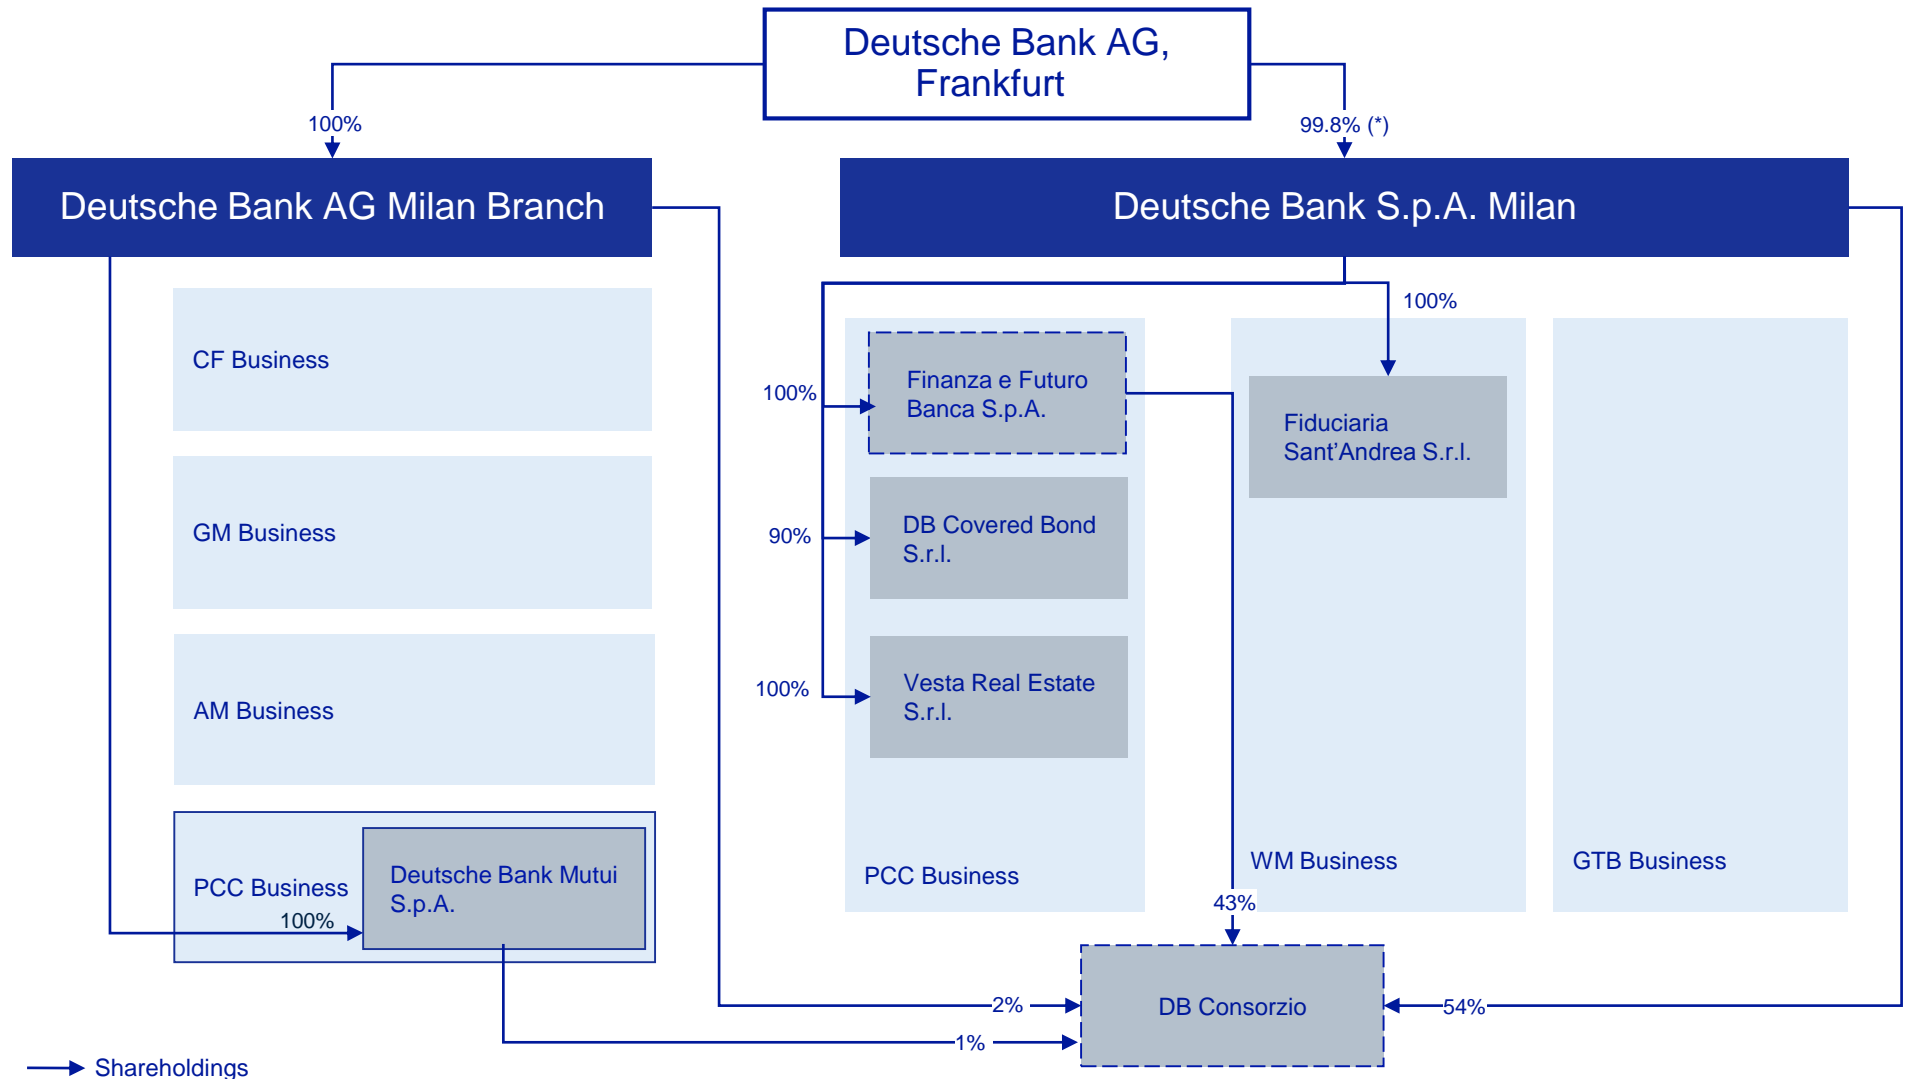 Deutsche Bank AG,
Frankfurt
100%
99.8% (*)
Deutsche Bank AG Milan Branch
Deutsche Bank S.p.A. Milan
100%
CF Business
100%
Finanza e Futuro
Banca S.p.A.
Fiduciaria
Sant'Andrea S.r.l.
GM Business
90%
DB Covered Bond
S.r.l.
AM Business
100%
Vesta Real Estate
S.r.l.
PCC Business
100%
Deutsche Bank Mutui
S.p.A.
PCC Business
WM Business
GTB Business
43%
2%
DB Consorzio
54%
1%
Shareholdings